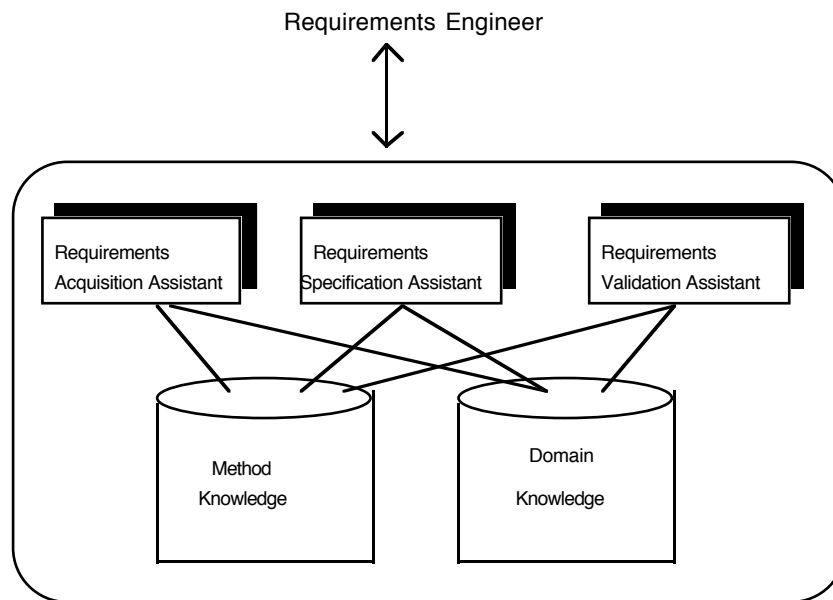 Requirements Engineer
Requirements
Acquisition Assistant
Requirements
Specification Assistant
Requirements
Validation Assistant
Method
Knowledge
Domain
Knowledge